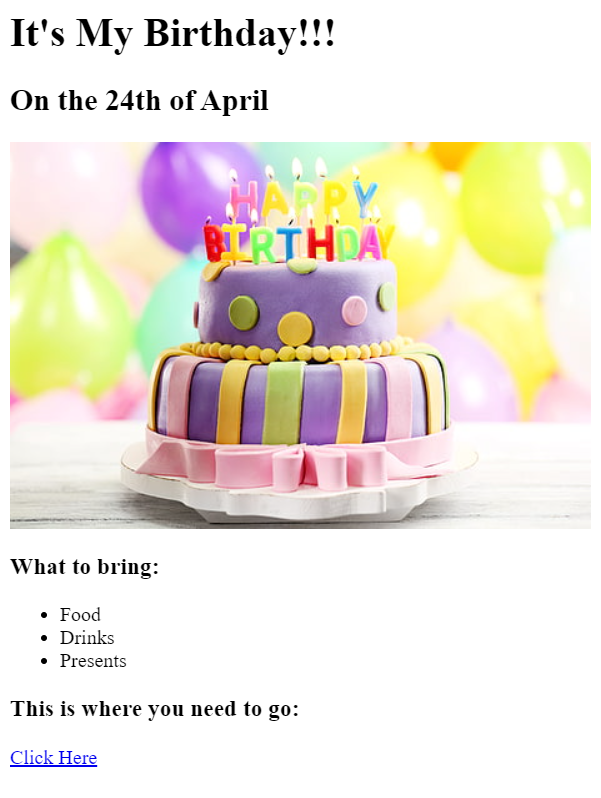 It's My Birthday!!!
On the 24th of April
HAPPY
BIRTHDAY
What to bring:
Food
Drinks
Presents
This is where you need to go:
Click Here